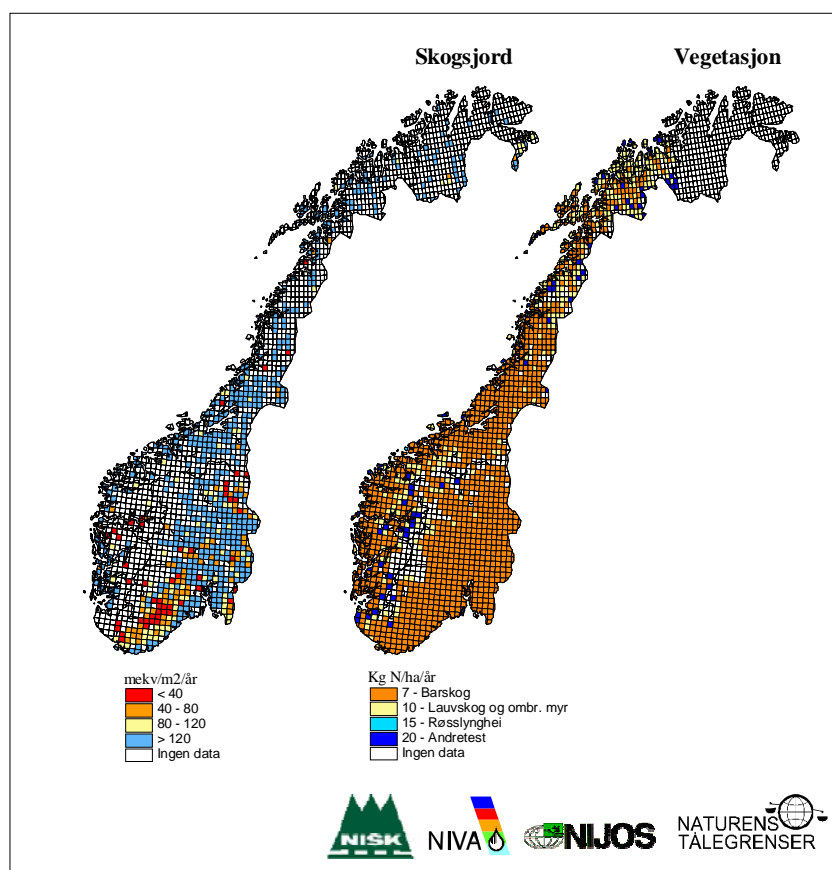 Skogsjord
Vegetasjon
mekv/m2/år
< 40
40 - 80
80 - 120
> 120
Ingen data
Kg N/ha/år
7 - Barskog
10 - Lauvskog og ombr. myr
15 - Røsslynghei
20 - Andretest
Ingen data
NISK
NIVA
NIJOS
NATURENS
TÅLEGRENSER